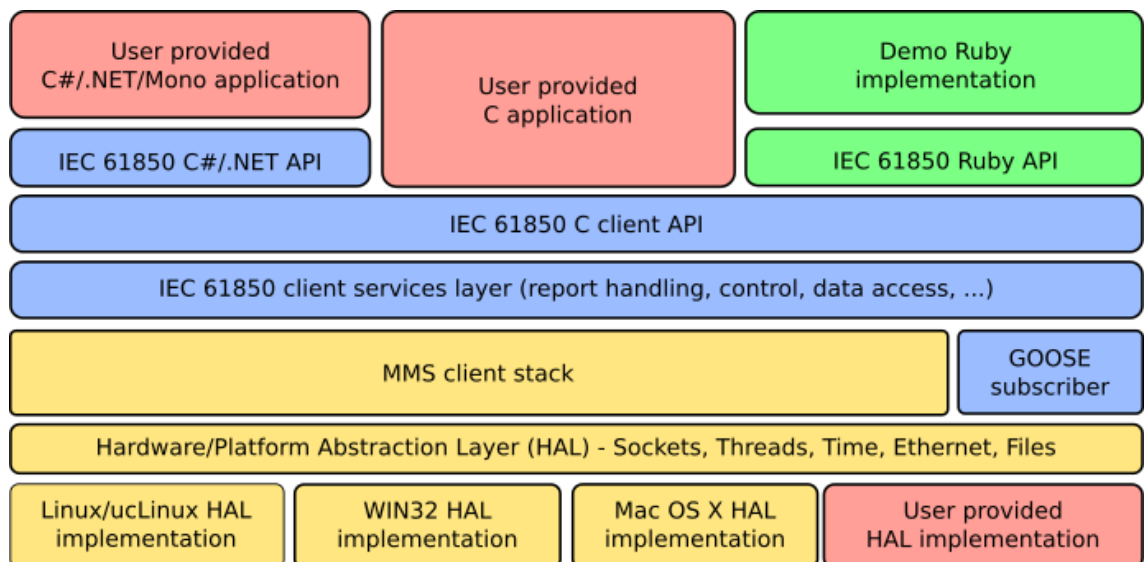 User provided
C#/.NET/Mono application
User provided
C application
Demo Ruby
implementation
IEC 61850 C#/.NET API
IEC 61850 Ruby API
IEC 61850 C client API
IEC 61850 client services layer (report handling, control, data access, ...)
MMS client stack
GOOSE
subscriber
Hardware/Platform Abstraction Layer (HAL) - Sockets, Threads, Time, Ethernet, Files
Linux/ucLinux HAL
implementation
WIN32 HAL
implementation
Mac OS X HAL
implementation
User provided
HAL implementation